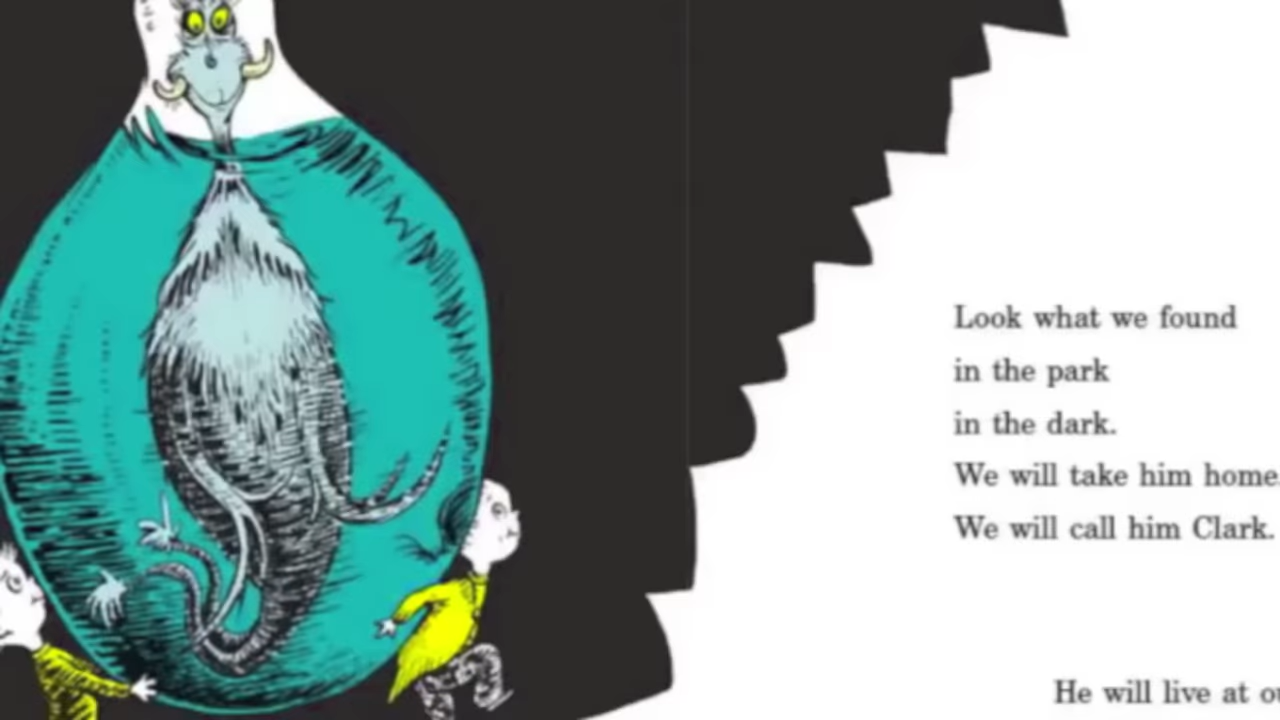 Look what we found
in the park
in the dark.
We will take him home.
We will call him Clark.
He will live at